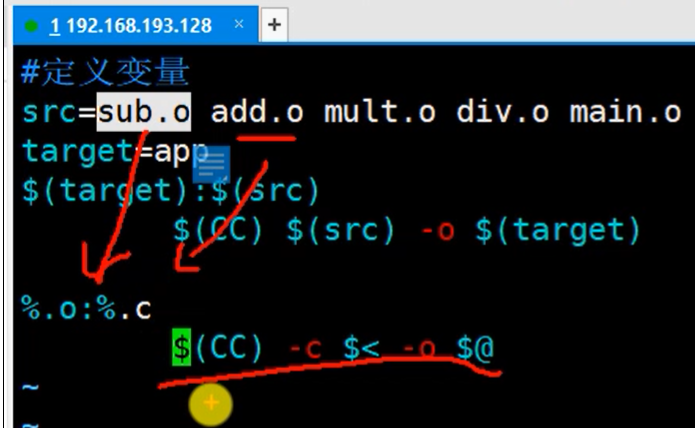 1 192.168.193.128 × +
#定义变量
src=sub.o add.o mult.o div.o main.o
target=app
$(target):$(src)
$(CC) $(src) -o $(target)
%.o:%.c
$(CC) -c $< -o $@
~
~